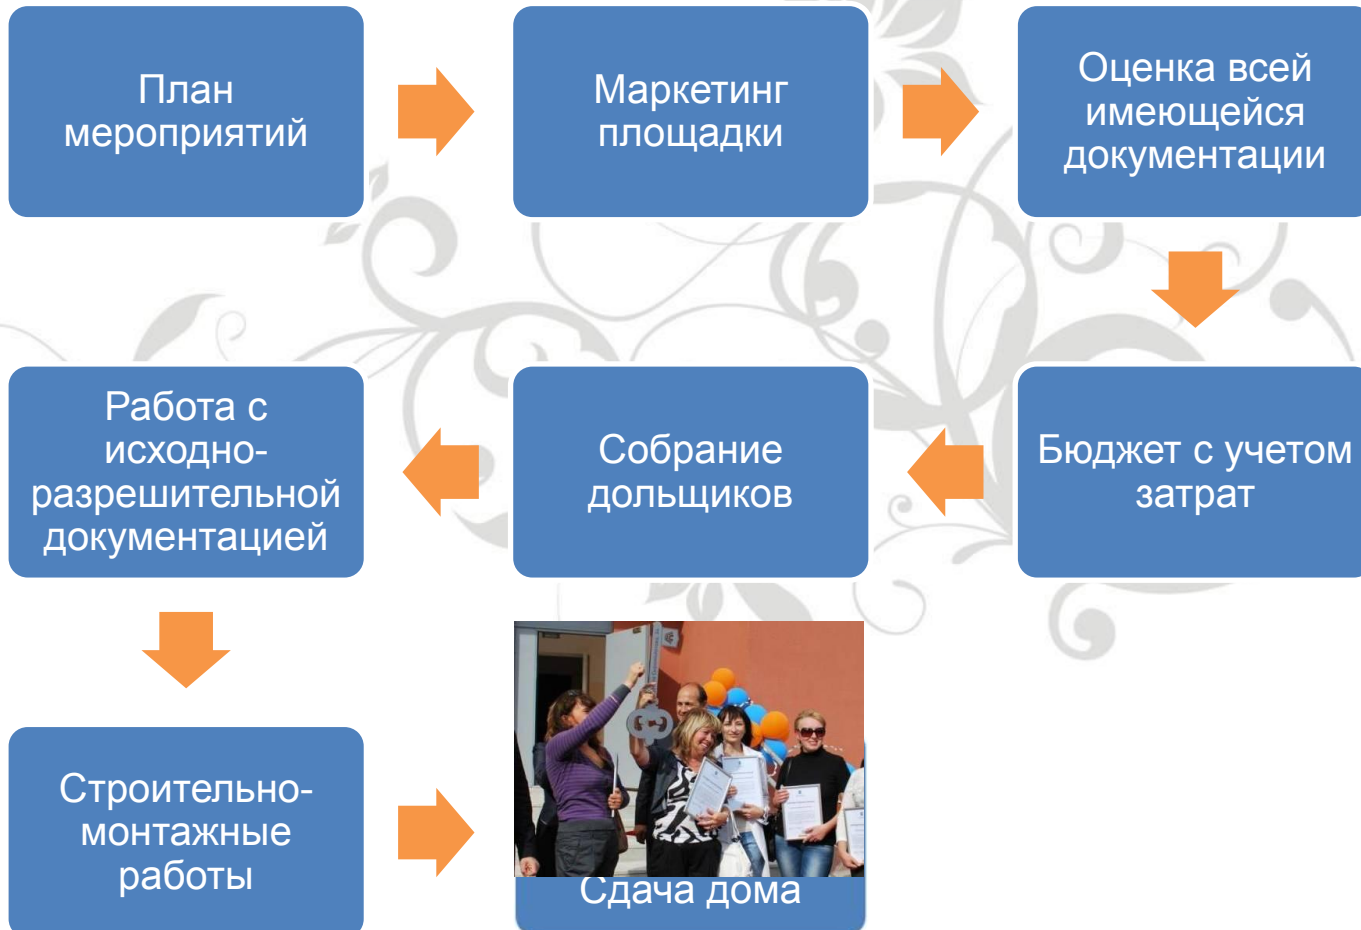 План
мероприятий
Маркетинг
площадки
Оценка всей
имеющейся
документации
Бюджет с учетом
затрат
Собрание
дольщиков
Работа с
исходно-
разрешительной
документацией
Строительно-
монтажные
работы
Сдача дома